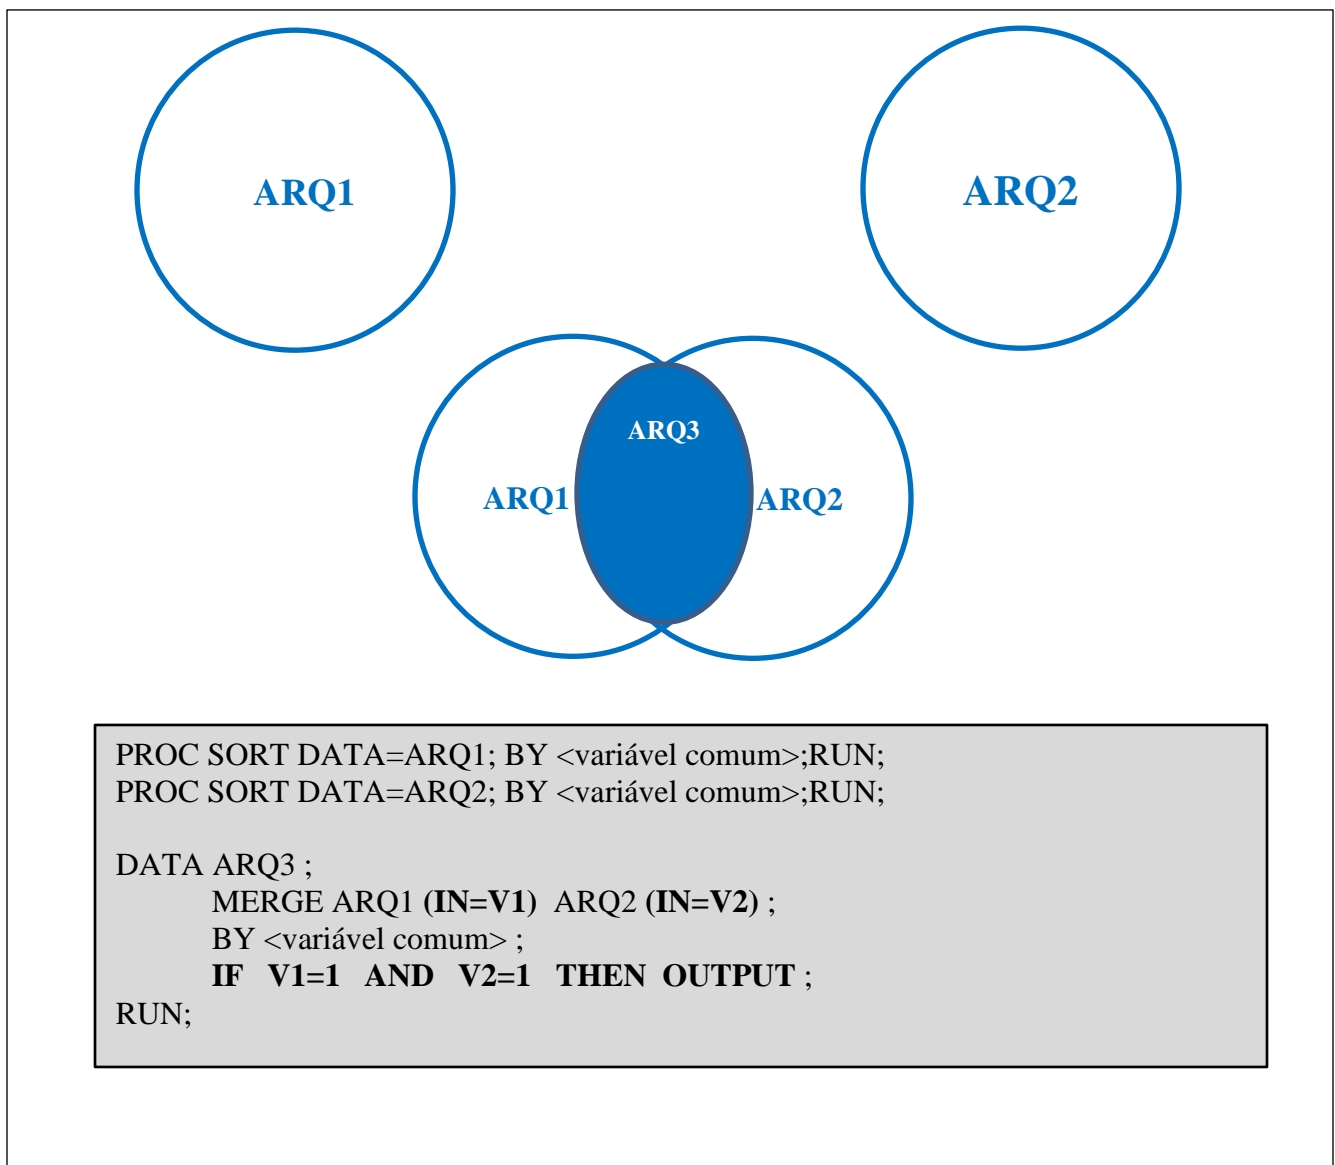 ARQ1
ARQ2
ARQ3
ARQ1
ARQ2
PROC SORT DATA=ARQ1; BY <variável comum>;RUN;
PROC SORT DATA=ARQ2; BY <variável comum>;RUN;
DATA ARQ3 ;
MERGE ARQ1 (IN=V1) ARQ2 (IN=V2) ;
BY <variável comum> ;
IF V1=1 AND V2=1 THEN OUTPUT ;
RUN;